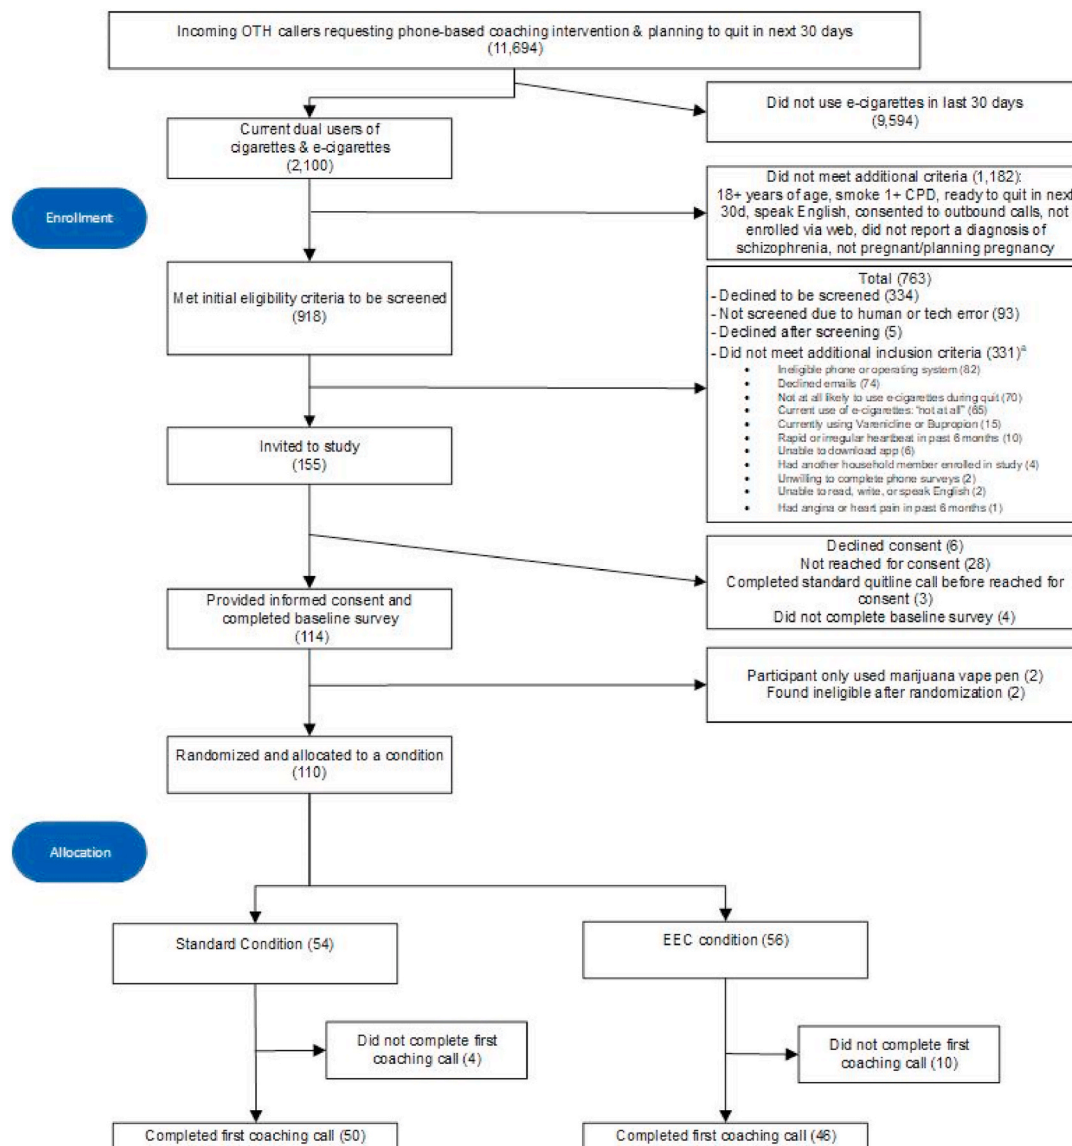 Incoming OTH callers requesting phone-based coaching intervention & planning to quit in next 30 days
(11,694)
Did not use e-cigarettes in last 30 days
(9,594)
Current dual users of
cigarettes & e-cigarettes
(2,100)
Enrollment
Did not meet additional criteria (1,182):
18+ years of age, smoke 1+ CPD, ready to quit in next
30d, speak English, consented to outbound calls, not
enrolled via web, did not report a diagnosis of
schizophrenia, not pregnant/planning pregnancy
Met initial eligibility criteria to be screened
(918)
Total (763)
- Declined to be screened (334)
- Not screened due to human or tech error (93)
- Declined after screening (5)
- Did not meet additional inclusion criteria (331)a
• Ineligible phone or operating system (82)
• Declined emails (74)
• Not at all likely to use e-cigarettes during quit (70)
• Current use of e-cigarettes: "not at all" (65)
• Currently using Varenicline or Bupropion (15)
• Rapid or irregular heartbeat in past 6 months (10)
• Unable to download app (6)
• Had another household member enrolled in study (4)
• Unwilling to complete phone surveys (2)
• Unable to read, write, or speak English (2)
• Had angina or heart pain in past 6 months (1)
Invited to study
(155)
Declined consent (6)
Not reached for consent (28)
Completed standard quitline call before reached for
consent (3)
Did not complete baseline survey (4)
Provided informed consent and
completed baseline survey
(114)
Participant only used marijuana vape pen (2)
Found ineligible after randomization (2)
Randomized and allocated to a condition
(110)
Allocation
Standard Condition (54)
EEC condition (56)
Did not complete first
coaching call (4)
Did not complete first
coaching call (10)
Completed first coaching call (50)
Completed first coaching call (46)